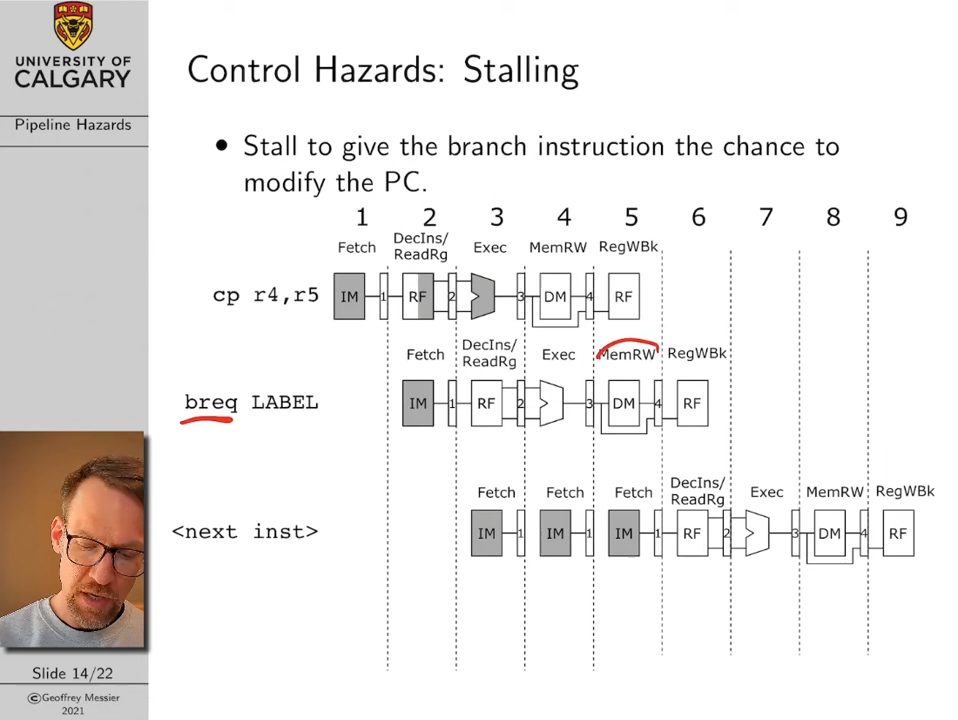 UNIVERSITY OF
CALGARY
Pipeline Hazards
Control Hazards: Stalling
• Stall to give the branch instruction the chance to
modify the PC.
1 2 3 4 5 6 7 8 9
Fetch DecIns/ ReadRg Exec MemRW RegWBk
cp r4,r5 IM 1 RF 2 3 DM 4 RF
Fetch DecIns/ ReadRg Exec MemRW RegWBk
breq LABEL IM 1 RF 2 3 DM 4 RF
Fetch Fetch Fetch DecIns/ ReadRg Exec MemRW RegWBk
<next inst> IM 1 IM 1 IM 1 RF 2 3 DM 4 RF
Slide 14/22
©Geoffrey Messier
2021